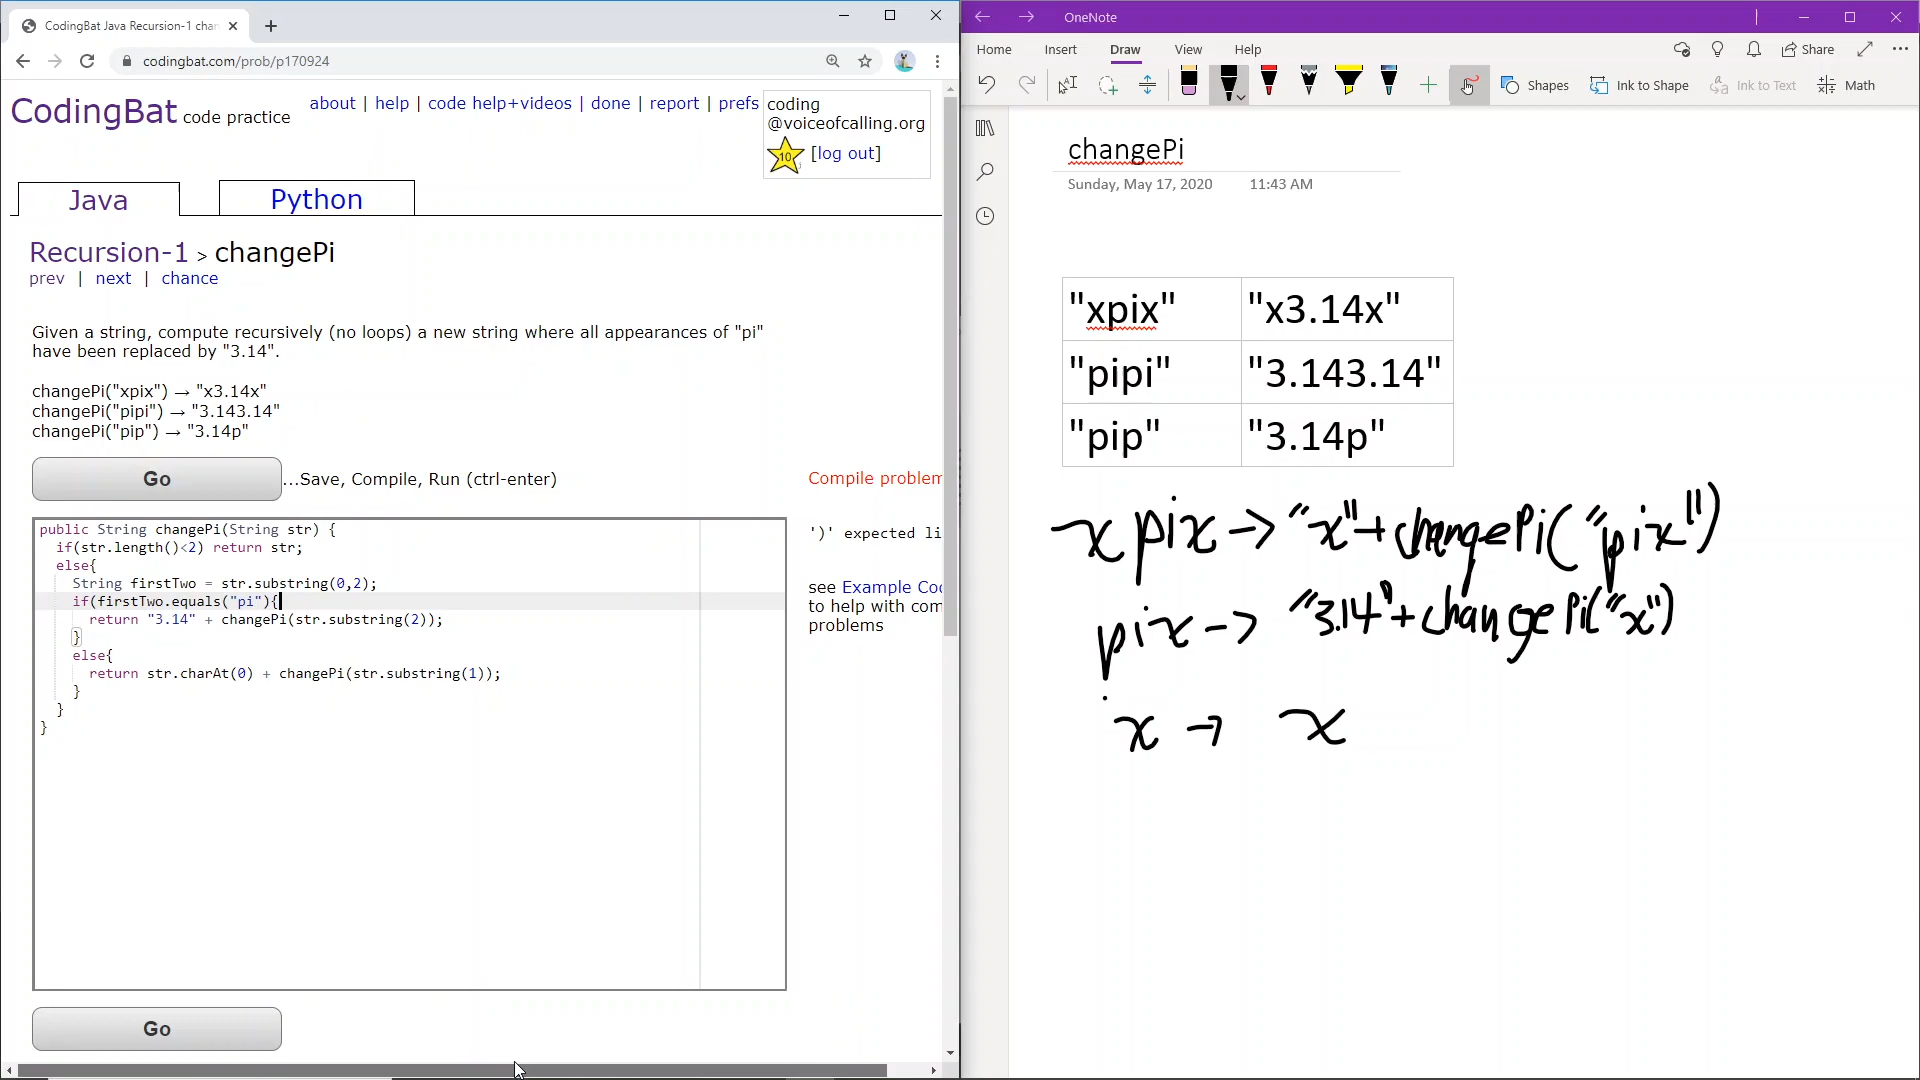 CodingBat Java Recursion-1 chan
codingbat.com/prob/p170924
CodingBat code practice
about | help | code help+videos | done | report | prefs
coding
@voiceofcalling.org
10
[log out]
Java
Python
Recursion-1 > changePi
prev | next | chance
Given a string, compute recursively (no loops) a new string where all appearances of "pi"
have been replaced by "3.14".
changePi("xpix") → "x3.14x"
changePi("pipi") → "3.143.14"
changePi("pip") → "3.14p"
Go
...Save, Compile, Run (ctrl-enter)
public String changePi(String str) {
if(str.length()<2) return str;
else{
String firstTwo = str.substring(0,2);
if(firstTwo.equals("pi"){
return "3.14" + changePi(str.substring(2));
}
else{
return str.charAt(0) + changePi(str.substring(1));
}
}
}
Compile problem
')' expected li
see Example Co
to help with com
problems
Go
OneNote
Home Insert Draw View Help
Share
Shapes
Ink to Shape
Ink to Text
Math
changePi
Sunday, May 17, 2020 11:43 AM
"xpix" "x3.14x"
"pipi" "3.143.14"
"pip" "3.14p"
xpix → "x"+changePi("pix")
pix → "3.14"+changePi("x")
x → x